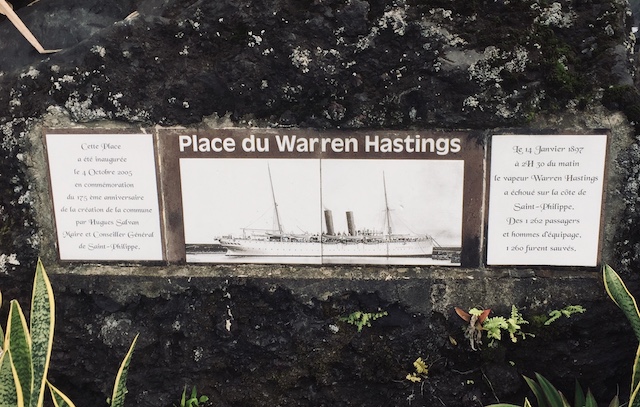 Cette Place
a été inaugurée
le 4 Octobre 2005
en commémoration
du 175 ème anniversaire
de la création de la commune
par Hugues Salvan
Maire et Conseiller Général
de Saint-Philippe.
Place du Warren Hastings
Le 14 Janvier 1897
à 2H 30 du matin
le vapeur Warren Hastings
a échoué sur la côte de
Saint-Philippe.
Des 1 262 passagers
et hommes d'équipage,
1 260 furent sauvés.